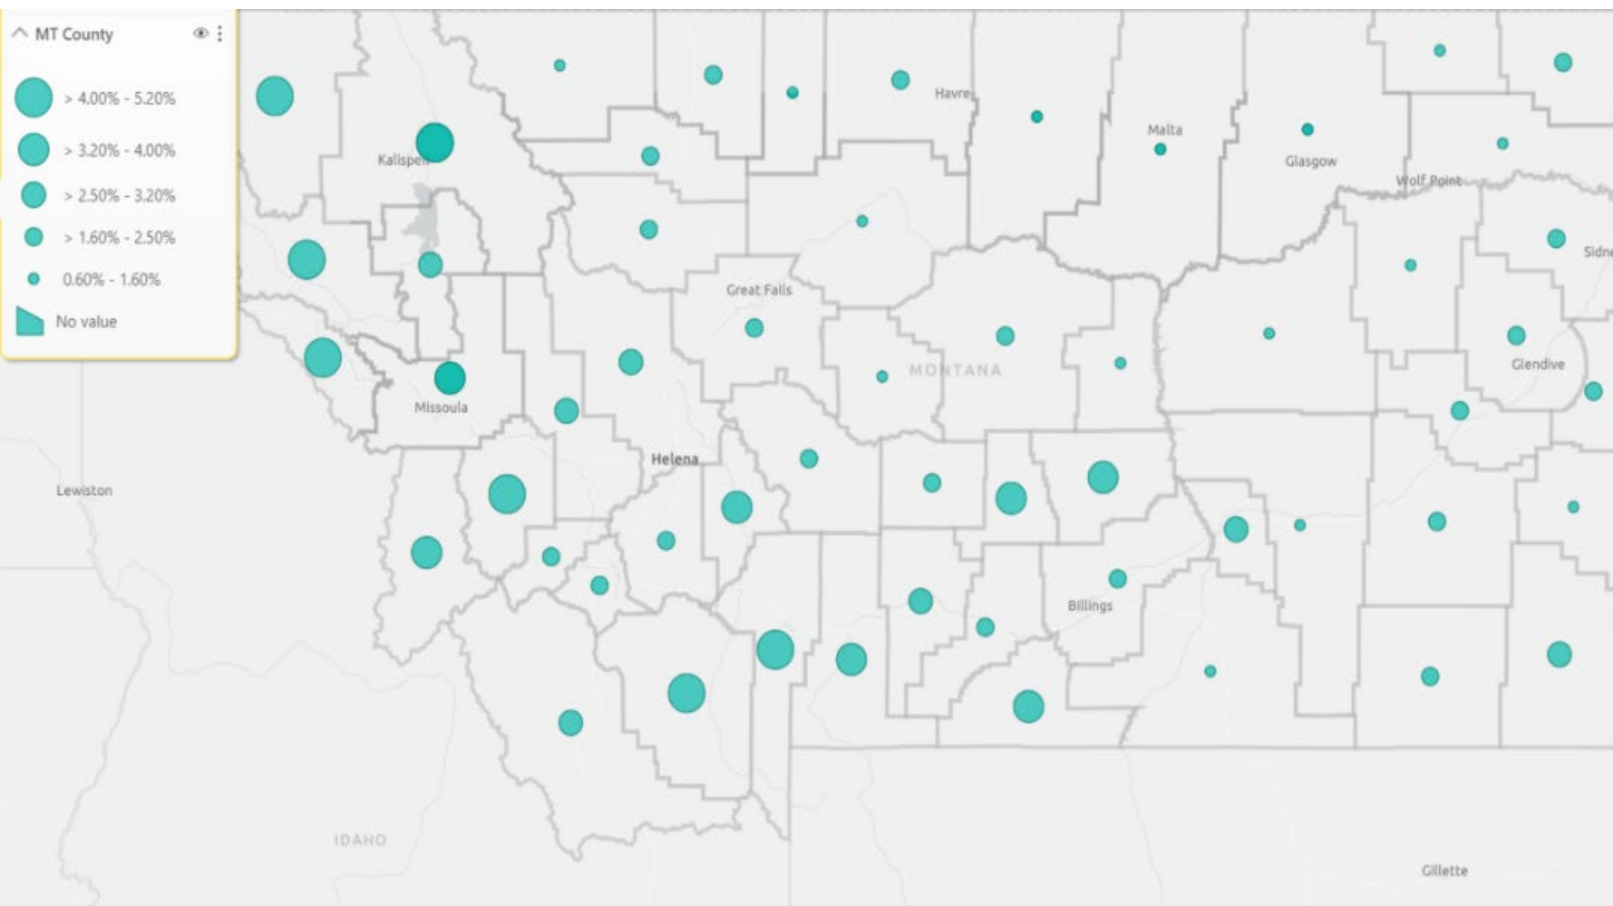 MT County
> 4.00% - 5.20%
> 3.20% - 4.00%
> 2.50% - 3.20%
> 1.60% - 2.50%
0.60% - 1.60%
No value
Havre
Malta
Glasgow
Kalispell
Wolf Point
Sidne
Great Falls
MONTANA
Glendive
Missoula
Helena
Lewiston
Billings
IDAHO
Gillette